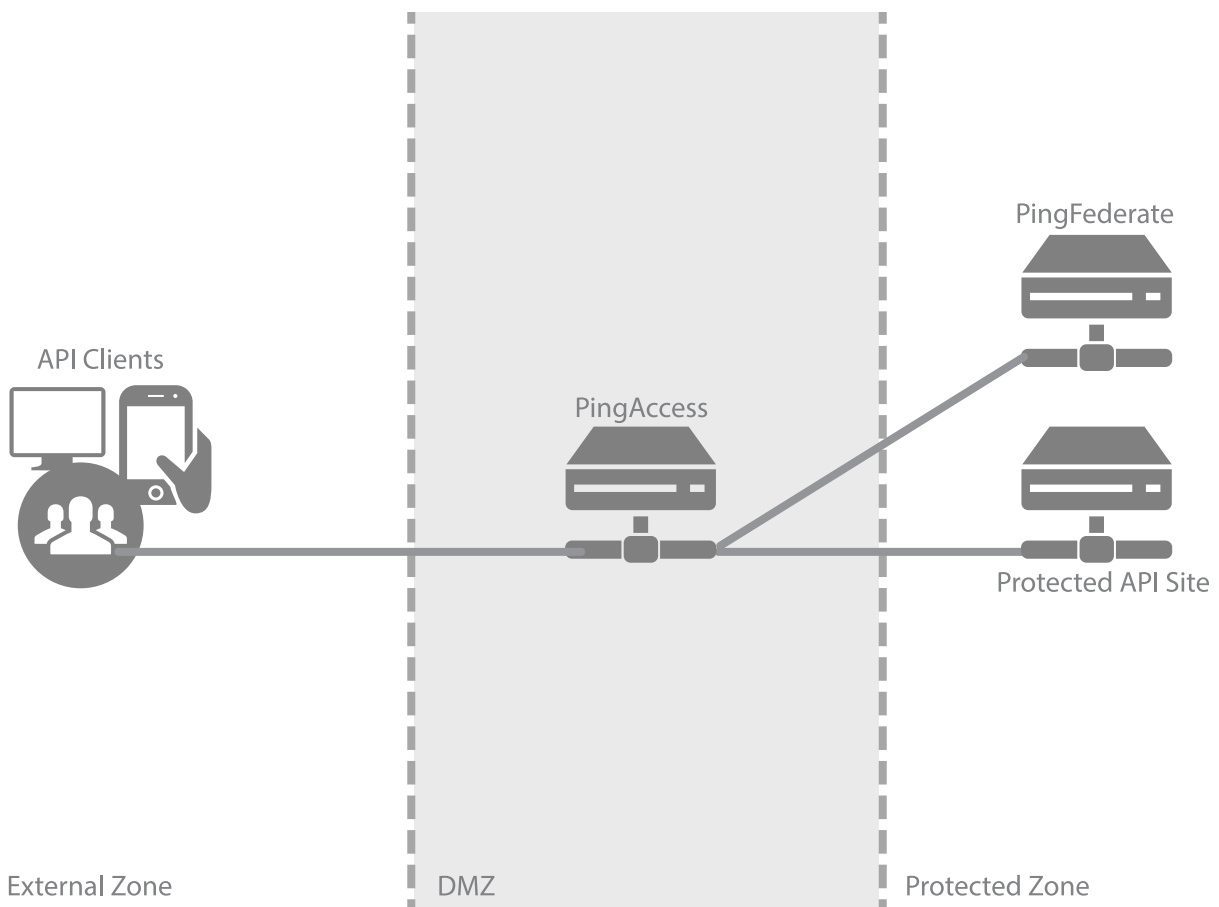 PingFederate
API Clients
PingAccess
Protected API Site
External Zone
DMZ
Protected Zone